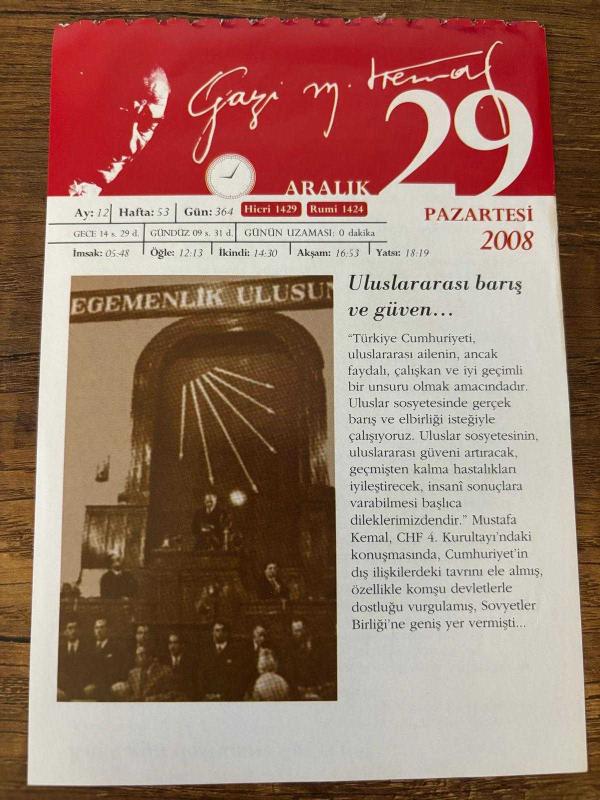 Gazi M. Kemal
29
ARALIK
Ay: 12 Hafta: 53 Gün: 364 Hicri 1429 Rumi 1424
PAZARTESİ
2008
GECE 14 s. 29 d. GÜNDÜZ 09 s. 31 d. GÜNÜN UZAMASI: 0 dakika
İmsak: 05:48 Öğle: 12:13 İkindi: 14:30 Akşam: 16:53 Yatsı: 18:19
EGEMENLİK ULUSUN
Uluslararası barış
ve güven...
“Türkiye Cumhuriyeti,
uluslararası ailenin, ancak
faydalı, çalışkan ve iyi geçimli
bir unsuru olmak amacındadır.
Uluslar sosyetesinde gerçek
barış ve elbirliği isteğiyle
çalışıyoruz. Uluslar sosyetesinin,
uluslararası güveni artıracak,
geçmişten kalma hastalıkları
iyileştirecek, insanî sonuçlara
varabilmesi başlıca
dileklerimizdendir.” Mustafa
Kemal, CHF 4. Kurultayı’ndaki
konuşmasında, Cumhuriyet’in
dış ilişkilerdeki tavrını ele almış,
özellikle komşu devletlerle
dostluğu vurgulamış, Sovyetler
Birliği’ne geniş yer vermişti...